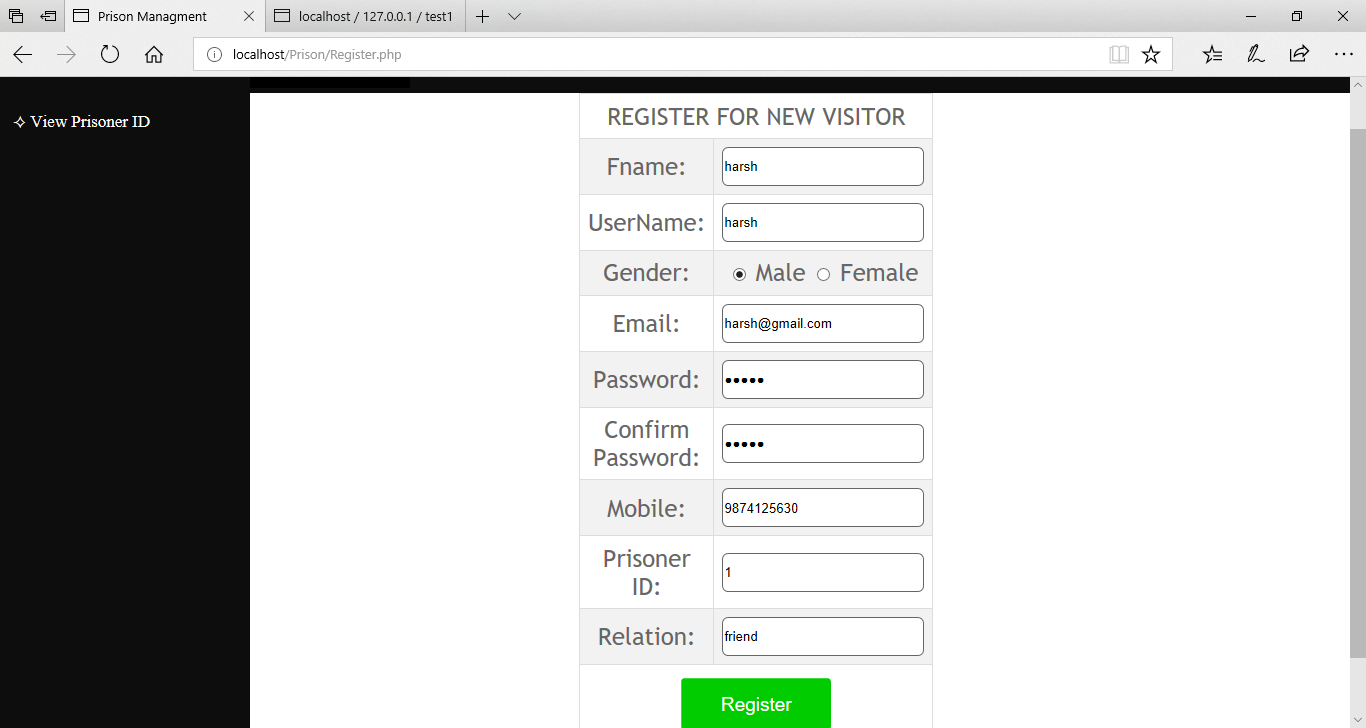 Prison Managment
localhost / 127.0.0.1 / test1
localhost/Prison/Register.php
✧ View Prisoner ID
REGISTER FOR NEW VISITOR
Fname: harsh
UserName: harsh
Gender: Male Female
Email: harsh@gmail.com
Password: •••••
Confirm
Password: •••••
Mobile: 9874125630
Prisoner
ID: 1
Relation: friend
Register